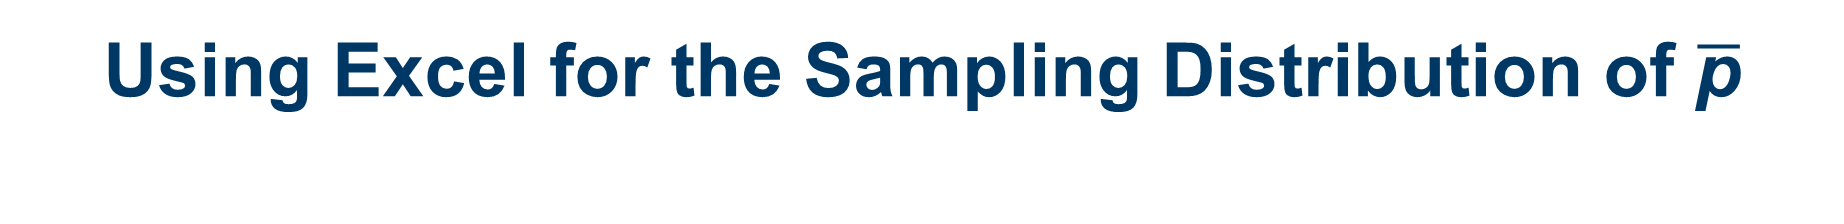 Using Excel for the Sampling Distribution of p̅